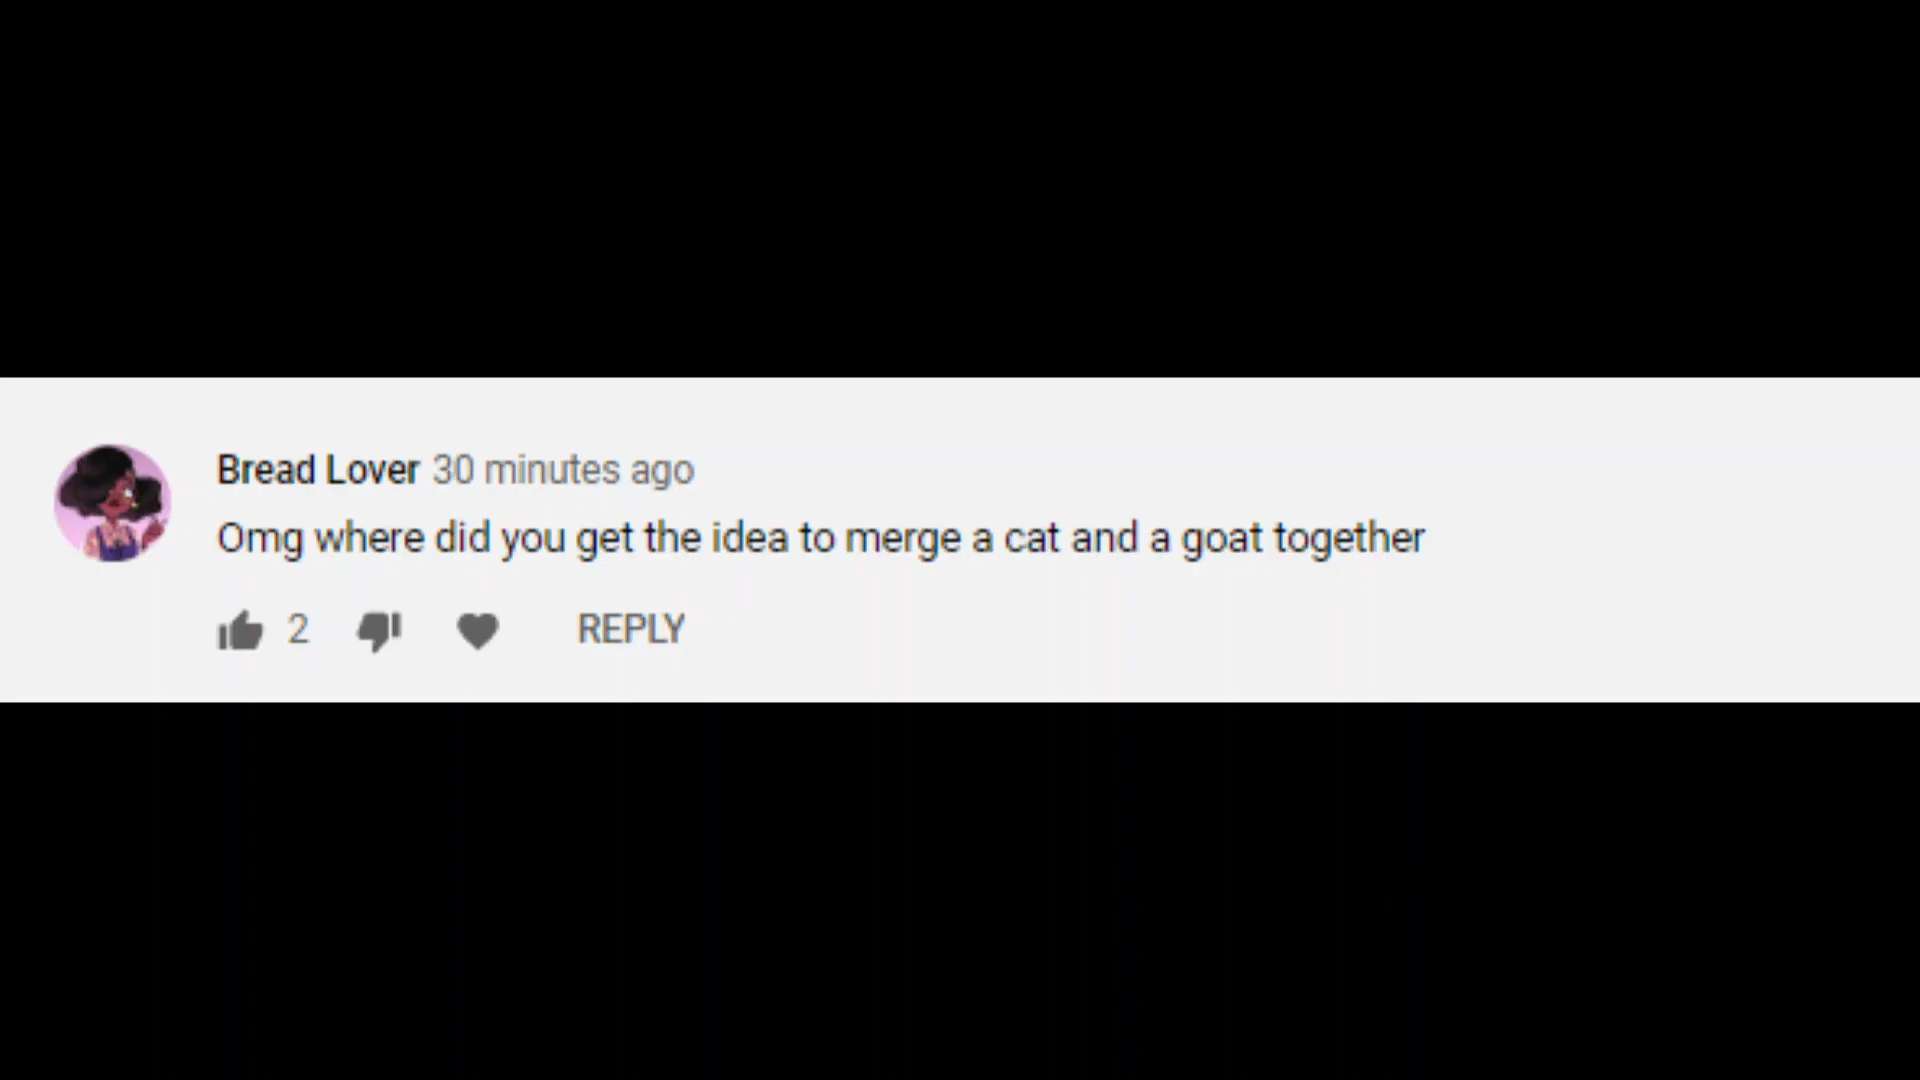 Bread Lover 30 minutes ago
Omg where did you get the idea to merge a cat and a goat together
2 REPLY